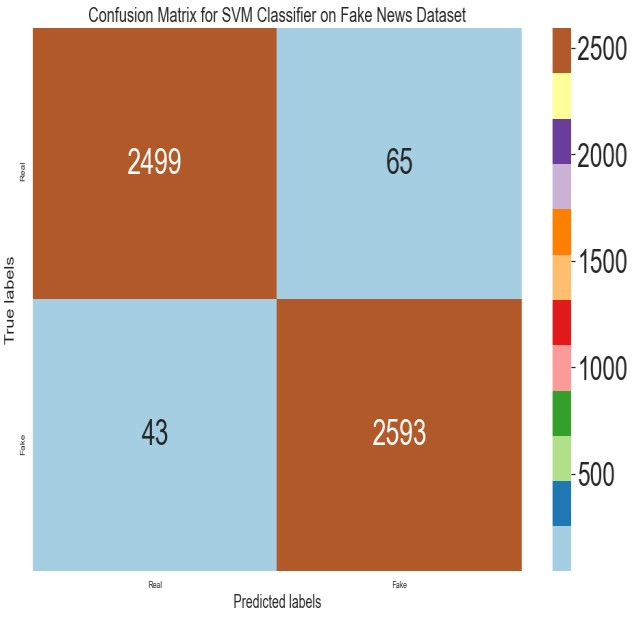 Confusion Matrix for SVM Classifier on Fake News Dataset
True labels
Real
2499
65
Fake
43
2593
Real
Fake
Predicted labels
2500
2000
1500
1000
500